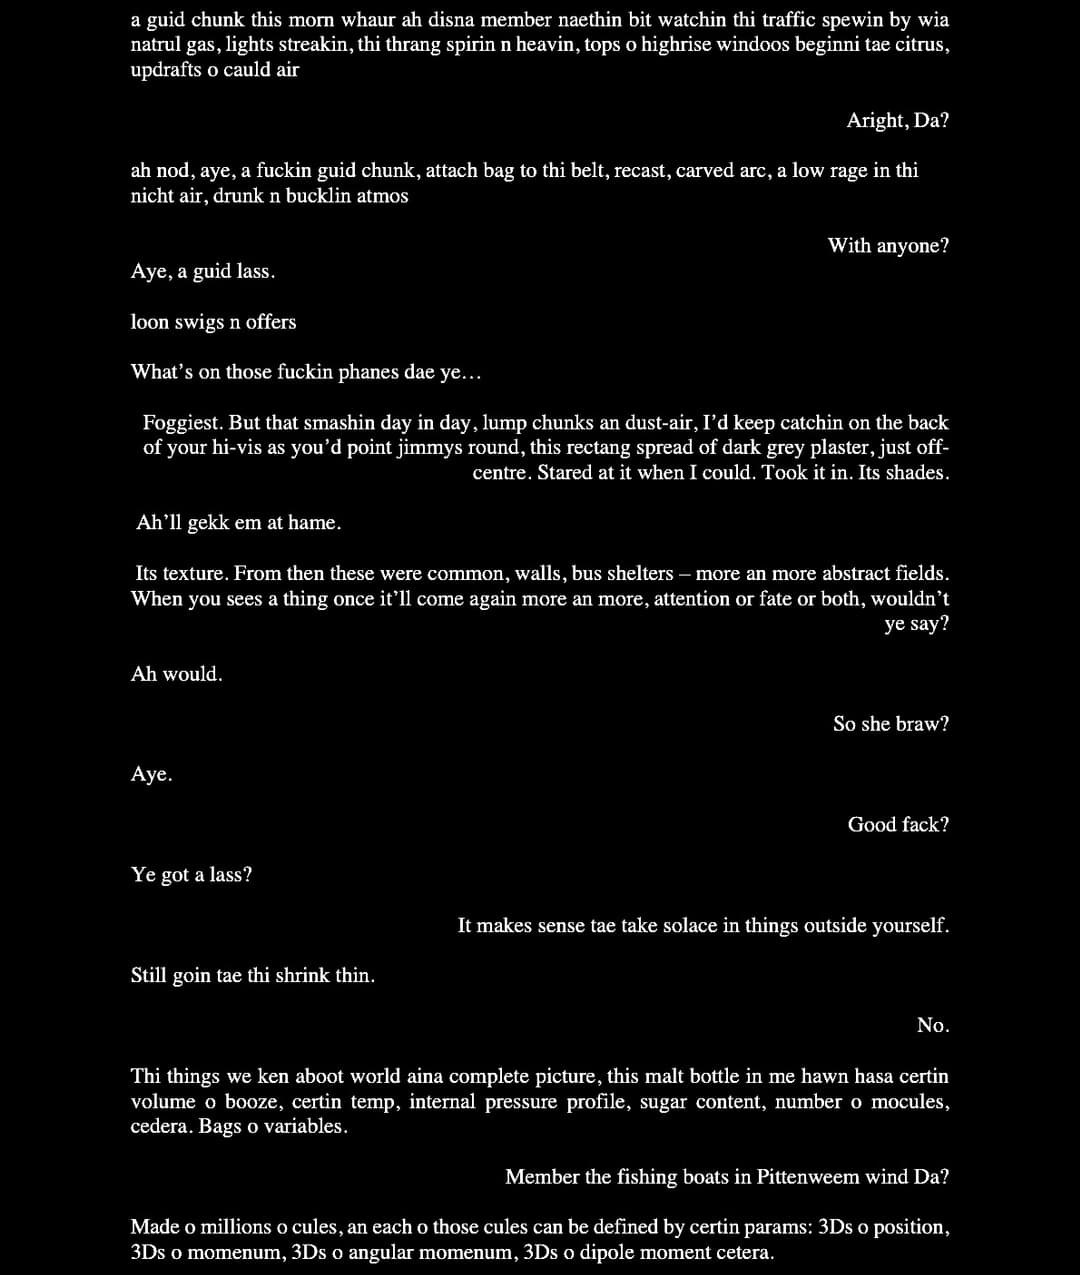 a guid chunk this morn whaur ah disna member naethin bit watchin thi traffic spewin by wia
natrul gas, lights streakin, thi thrang spirin n heavin, tops o highrise windoos beginni tae citrus,
updrafts o cauld air
Aright, Da?
ah nod, aye, a fuckin guid chunk, attach bag to thi belt, recast, carved arc, a low rage in thi
nicht air, drunk n bucklin atmos
With anyone?
Aye, a guid lass.
loon swigs n offers
What’s on those fuckin phanes dae ye…
Foggiest. But that smashin day in day, lump chunks an dust-air, I’d keep catchin on the back
of your hi-vis as you’d point jimmys round, this rectang spread of dark grey plaster, just off-
centre. Stared at it when I could. Took it in. Its shades.
Ah’ll gekk em at hame.
Its texture. From then these were common, walls, bus shelters – more an more abstract fields.
When you sees a thing once it’ll come again more an more, attention or fate or both, wouldn’t
ye say?
Ah would.
So she braw?
Aye.
Good fack?
Ye got a lass?
It makes sense tae take solace in things outside yourself.
Still goin tae thi shrink thin.
No.
Thi things we ken aboot world aina complete picture, this malt bottle in me hawn hasa certin
volume o booze, certin temp, internal pressure profile, sugar content, number o mocules,
cedera. Bags o variables.
Member the fishing boats in Pittenweem wind Da?
Made o millions o cules, an each o those cules can be defined by certin params: 3Ds o position,
3Ds o momenum, 3Ds o angular momenum, 3Ds o dipole moment cetera.